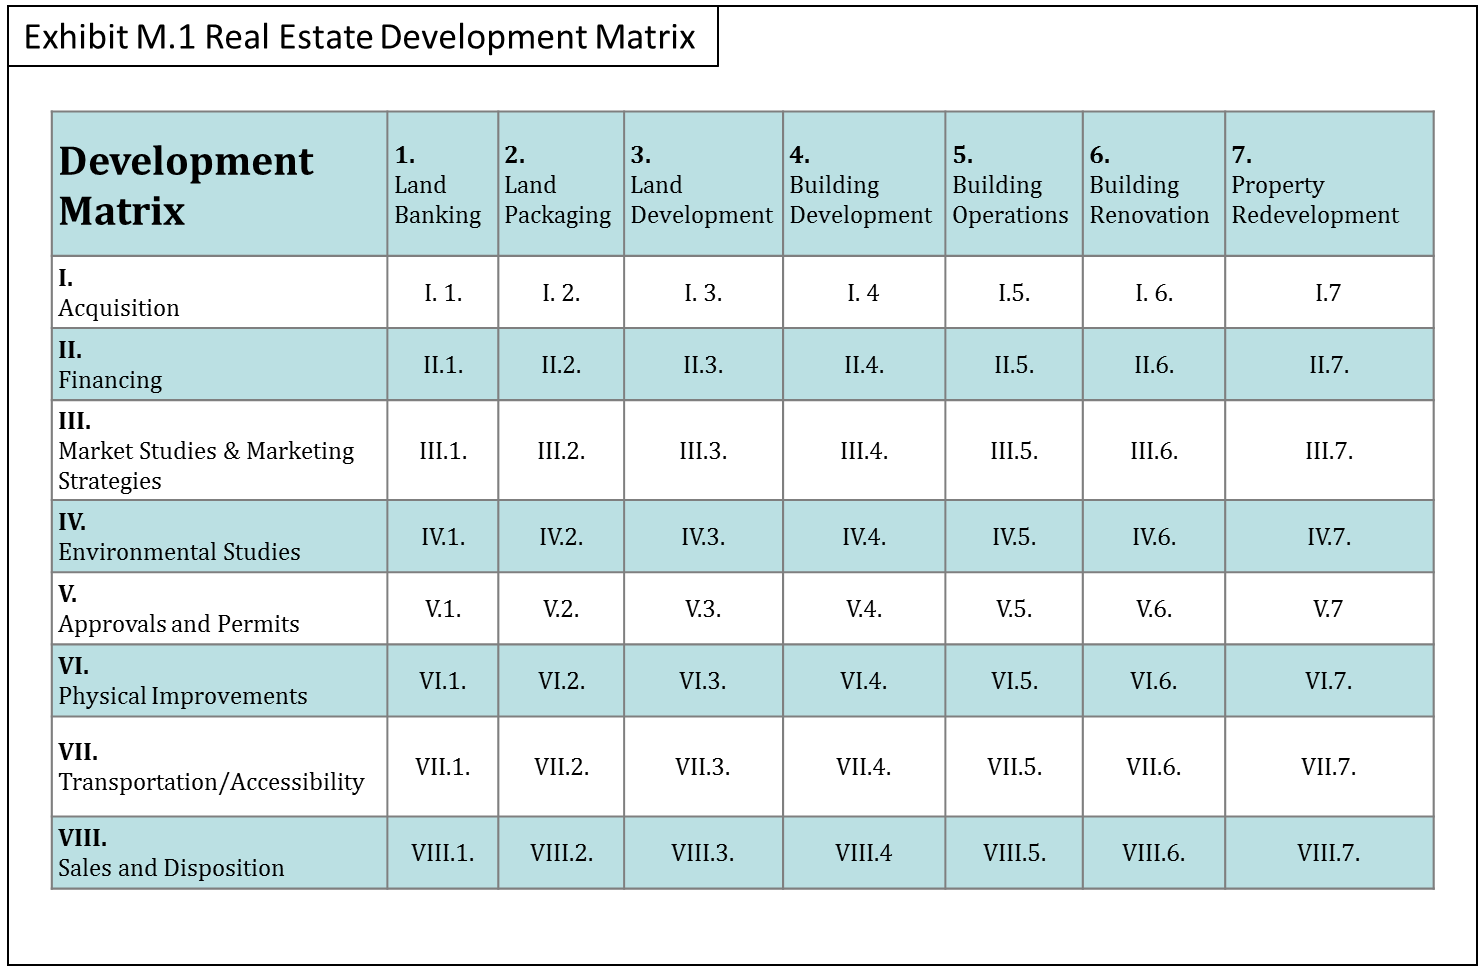 Exhibit M.1 Real Estate Development Matrix
Development
Matrix
1.
Land
Banking
2.
Land
Packaging
3.
Land
Development
4.
Building
Development
5.
Building
Operations
6.
Building
Renovation
7.
Property
Redevelopment
I.
Acquisition
I. 1.
I. 2.
I. 3.
I. 4
I.5.
I. 6.
I.7
II.
Financing
II.1.
II.2.
II.3.
II.4.
II.5.
II.6.
II.7.
III.
Market Studies & Marketing
Strategies
III.1.
III.2.
III.3.
III.4.
III.5.
III.6.
III.7.
IV.
Environmental Studies
IV.1.
IV.2.
IV.3.
IV.4.
IV.5.
IV.6.
IV.7.
V.
Approvals and Permits
V.1.
V.2.
V.3.
V.4.
V.5.
V.6.
V.7
VI.
Physical Improvements
VI.1.
VI.2.
VI.3.
VI.4.
VI.5.
VI.6.
VI.7.
VII.
Transportation/Accessibility
VII.1.
VII.2.
VII.3.
VII.4.
VII.5.
VII.6.
VII.7.
VIII.
Sales and Disposition
VIII.1.
VIII.2.
VIII.3.
VIII.4
VIII.5.
VIII.6.
VIII.7.